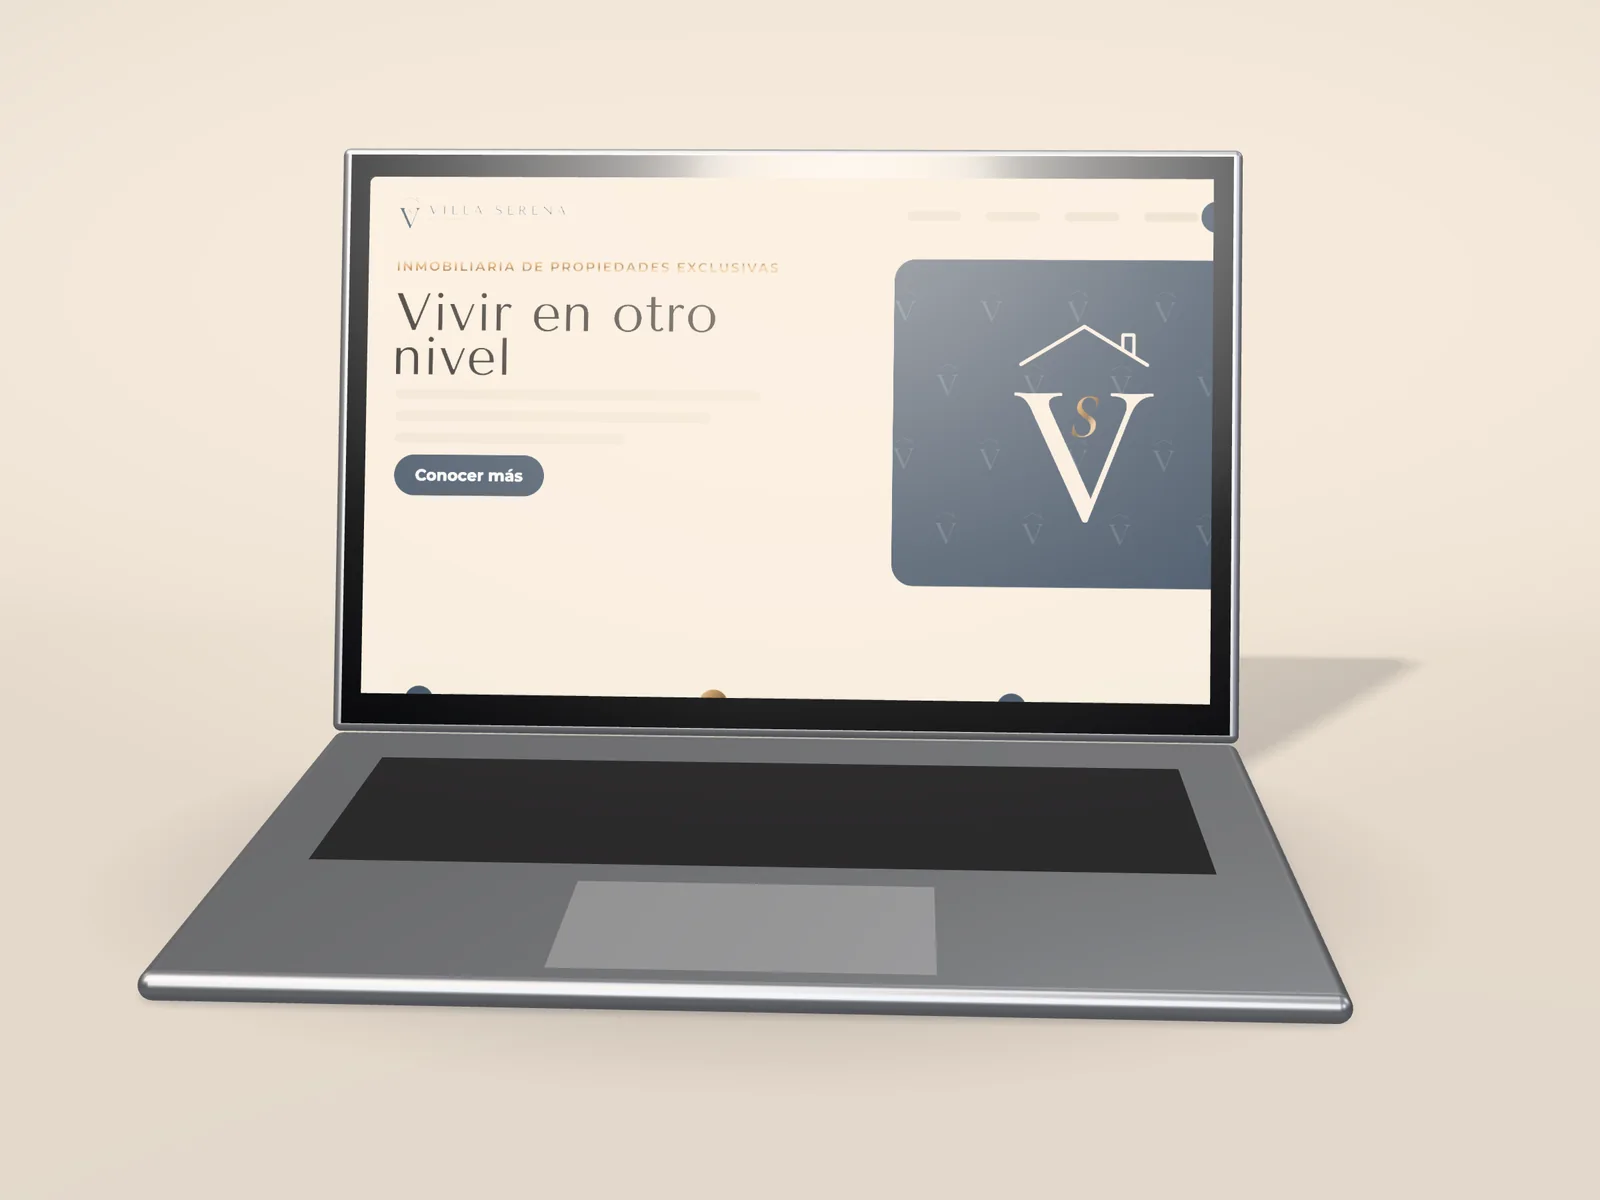 V VILLA SERENA
INMOBILIARIA DE PROPIEDADES EXCLUSIVAS
Vivir en otro
nivel
Conocer más
V
S